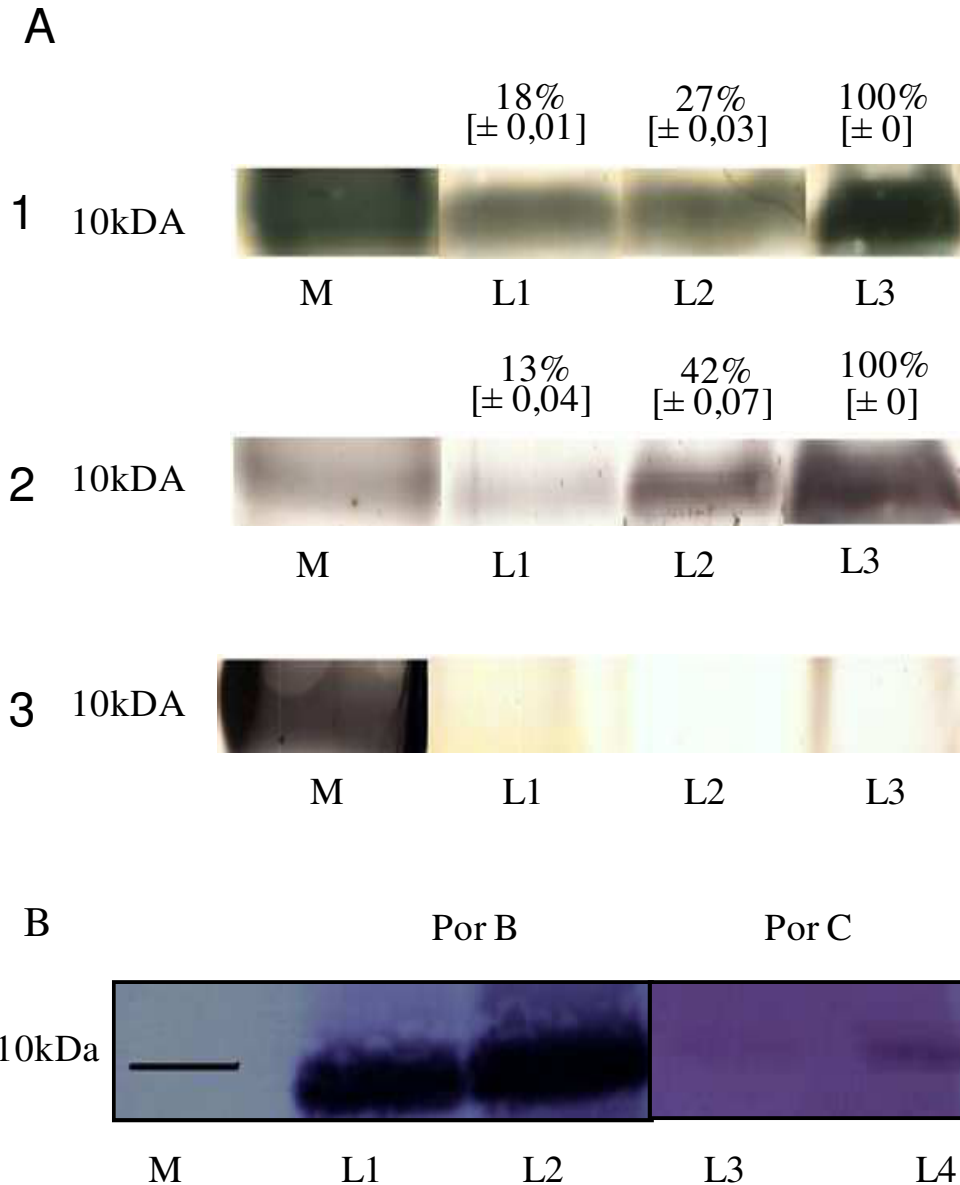 A
18% 27% 100%
[± 0,01] [± 0,03] [± 0]
1 10kDA
M L1 L2 L3
13% 42% 100%
[± 0,04] [± 0,07] [± 0]
2 10kDA
M L1 L2 L3
3 10kDA
M L1 L2 L3
B Por B Por C
10kDa
M L1 L2 L3 L4